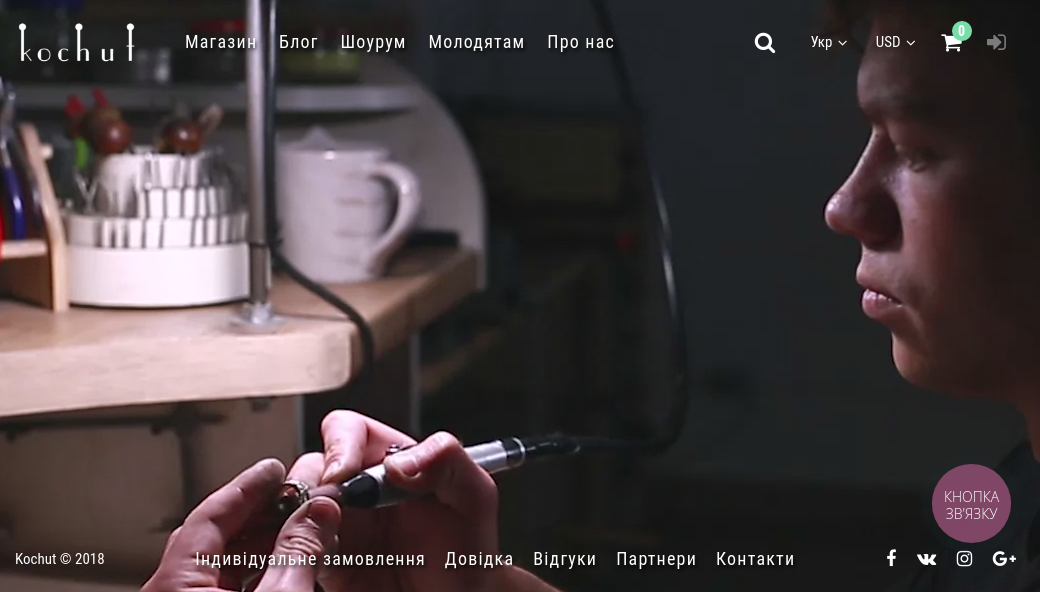 kochut
Магазин Блог Шоурум Молодятам Про нас
Укр USD 0
КНОПКА
ЗВ'ЯЗКУ
Kochut © 2018 Індивідуальне замовлення Довідка Відгуки Партнери Контакти